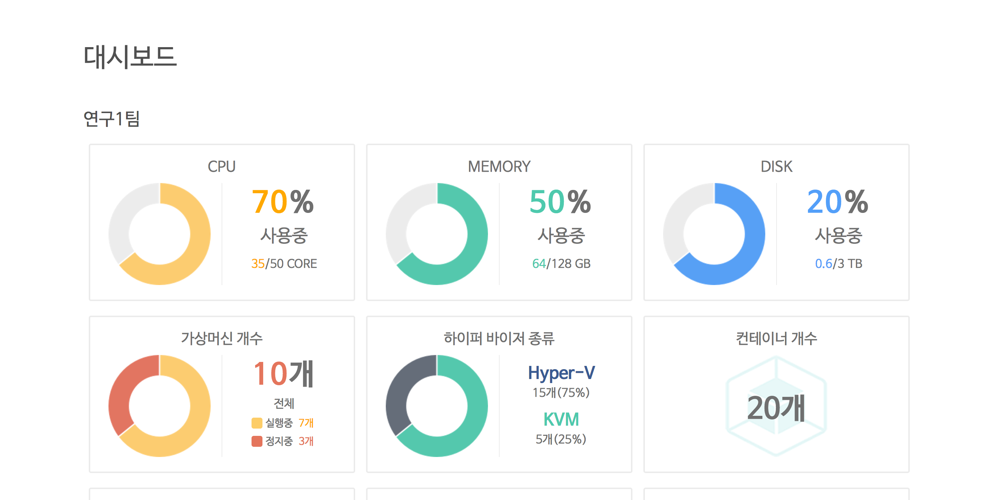 대시보드
연구1팀
CPU
70%
사용중
35/50 CORE
MEMORY
50%
사용중
64/128 GB
DISK
20%
사용중
0.6/3 TB
가상머신 개수
10개
전체
실행중 7개
정지중 3개
하이퍼 바이저 종류
Hyper-V
15개(75%)
KVM
5개(25%)
컨테이너 개수
20개